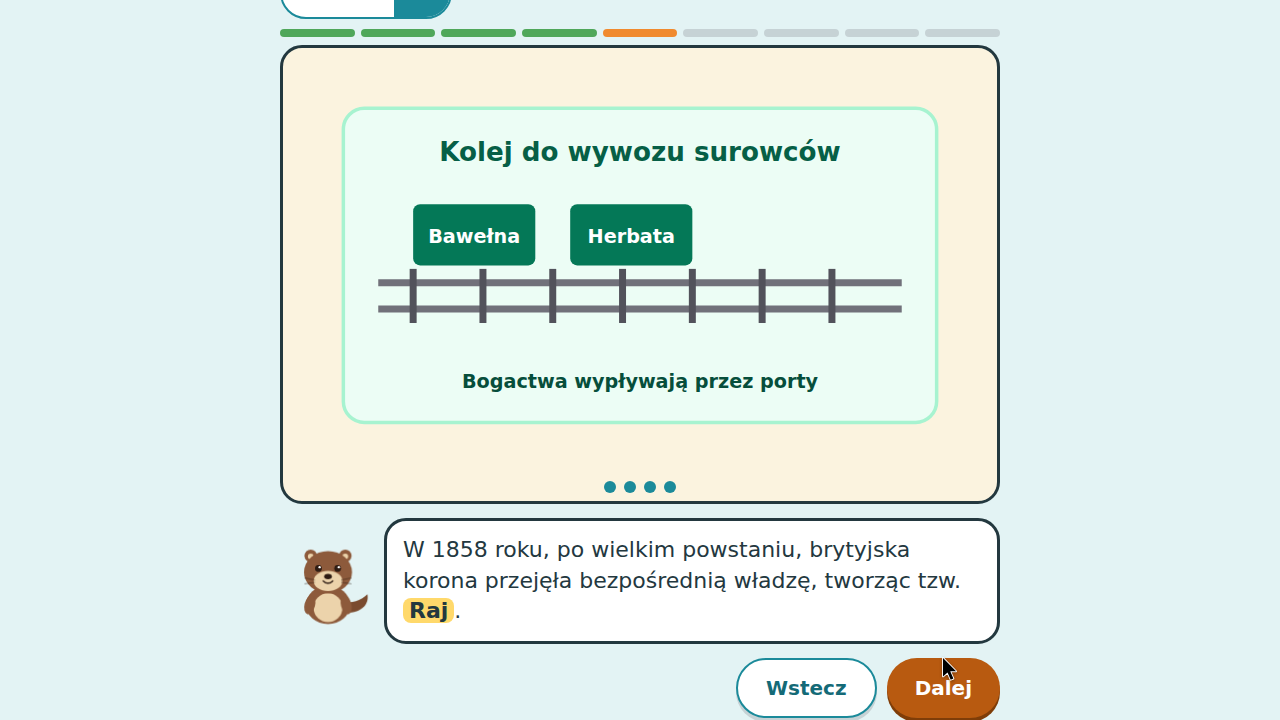 Kolej do wywozu surowców
Bawełna
Herbata
Bogactwa wypływają przez porty
W 1858 roku, po wielkim powstaniu, brytyjska
korona przejęła bezpośrednią władzę, tworząc tzw.
Raj.
Wstecz
Dalej